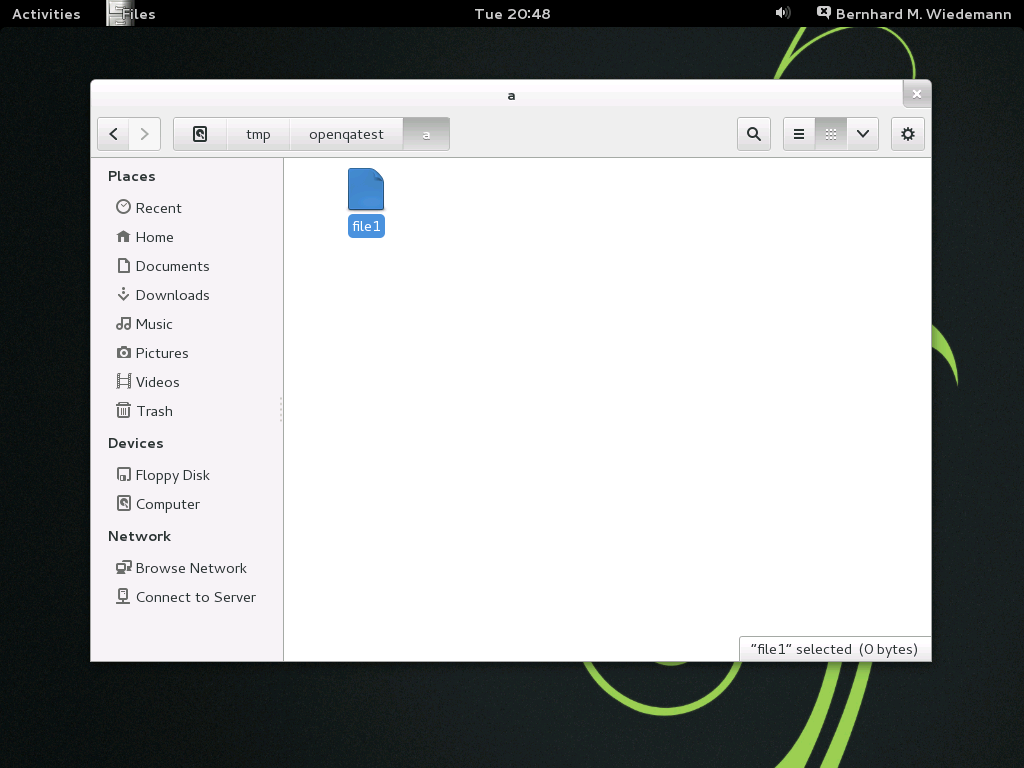 Activities Files Tue 20:48 Bernhard M. Wiedemann
a
tmp openqatest a
Places
Recent
Home
Documents
Downloads
Music
Pictures
Videos
Trash
Devices
Floppy Disk
Computer
Network
Browse Network
Connect to Server
file1
“file1” selected (0 bytes)